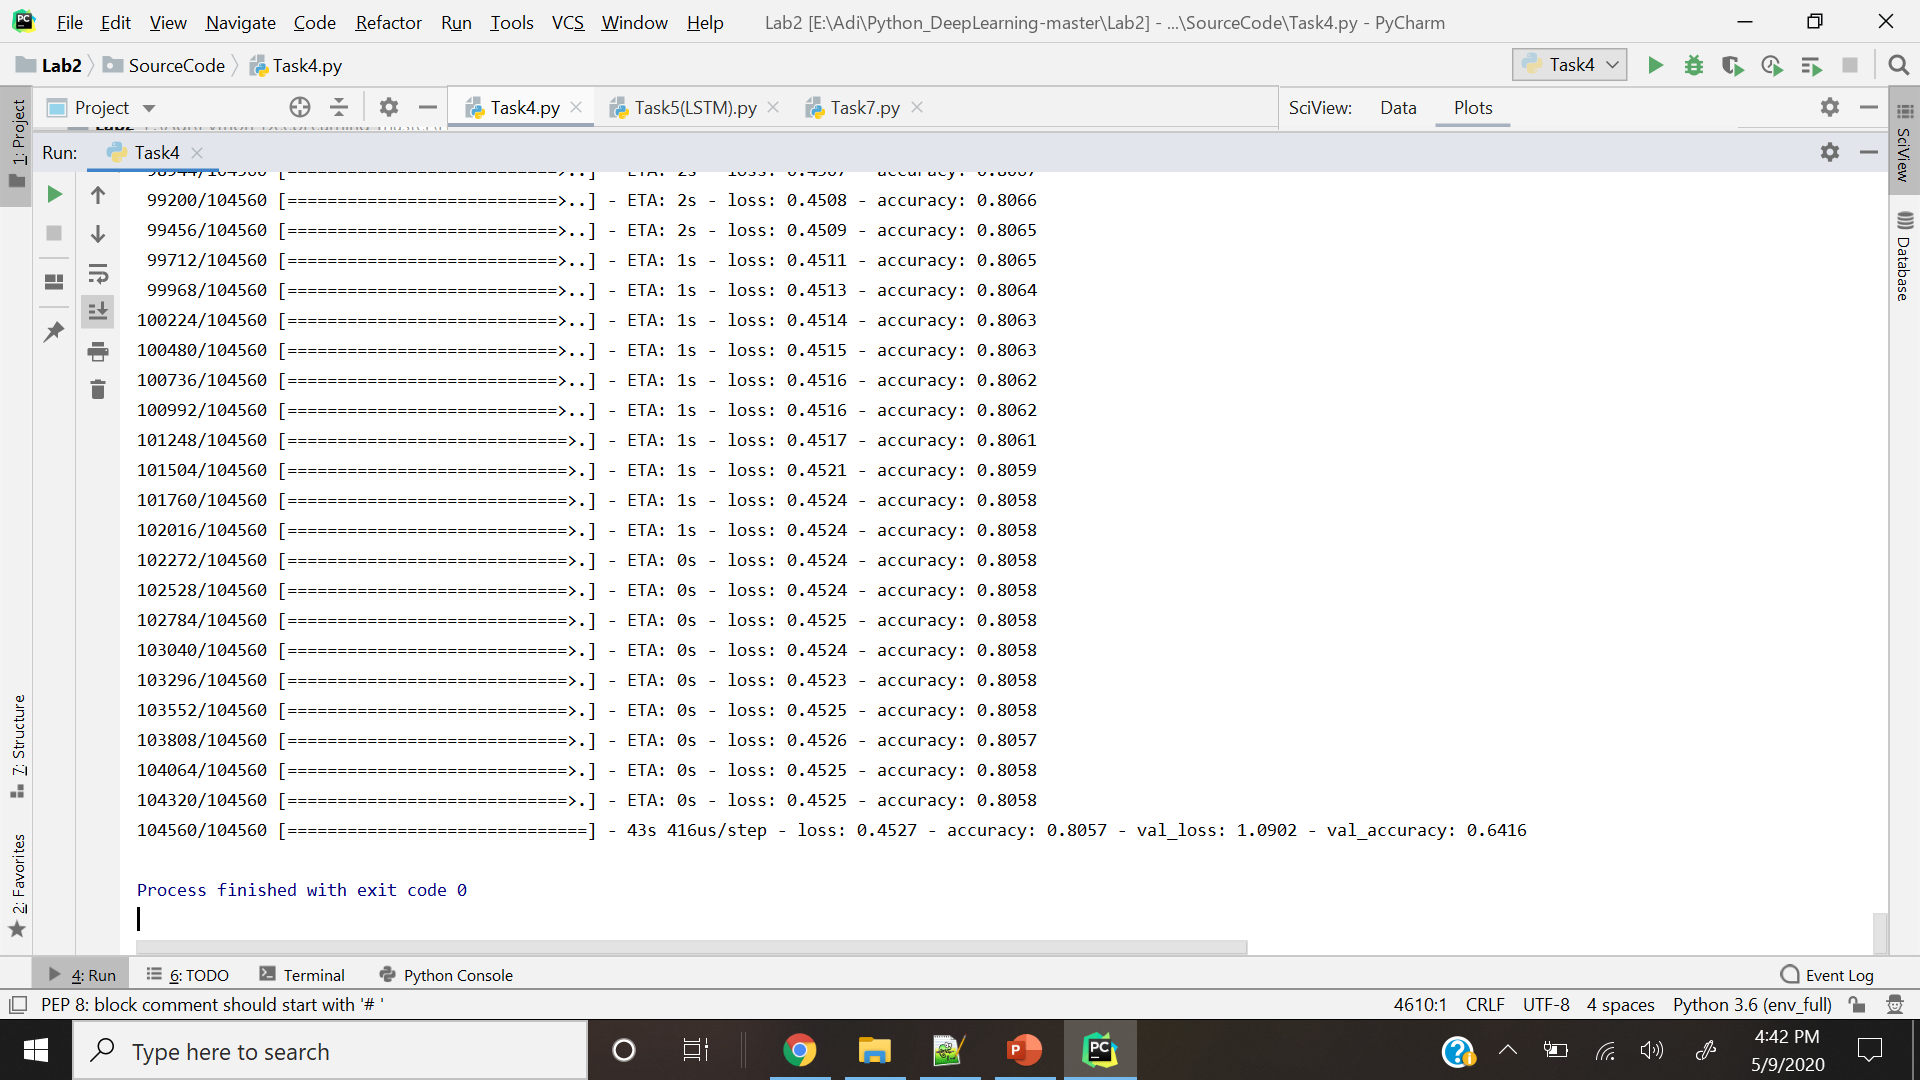 File Edit View Navigate Code Refactor Run Tools VCS Window Help Lab2 [E:\Adi\Python_DeepLearning-master\Lab2] - ...\SourceCode\Task4.py - PyCharm
Lab2 SourceCode Task4.py Task4
Project Task4.py Task5(LSTM).py Task7.py SciView: Data Plots
Run: Task4
99200/104560 [===========================>..] - ETA: 2s - loss: 0.4508 - accuracy: 0.8066
99456/104560 [===========================>..] - ETA: 2s - loss: 0.4509 - accuracy: 0.8065
99712/104560 [===========================>..] - ETA: 1s - loss: 0.4511 - accuracy: 0.8065
99968/104560 [===========================>..] - ETA: 1s - loss: 0.4513 - accuracy: 0.8064
100224/104560 [===========================>..] - ETA: 1s - loss: 0.4514 - accuracy: 0.8063
100480/104560 [===========================>..] - ETA: 1s - loss: 0.4515 - accuracy: 0.8063
100736/104560 [===========================>..] - ETA: 1s - loss: 0.4516 - accuracy: 0.8062
100992/104560 [===========================>..] - ETA: 1s - loss: 0.4516 - accuracy: 0.8062
101248/104560 [============================>.] - ETA: 1s - loss: 0.4517 - accuracy: 0.8061
101504/104560 [============================>.] - ETA: 1s - loss: 0.4521 - accuracy: 0.8059
101760/104560 [============================>.] - ETA: 1s - loss: 0.4524 - accuracy: 0.8058
102016/104560 [============================>.] - ETA: 1s - loss: 0.4524 - accuracy: 0.8058
102272/104560 [============================>.] - ETA: 0s - loss: 0.4524 - accuracy: 0.8058
102528/104560 [============================>.] - ETA: 0s - loss: 0.4524 - accuracy: 0.8058
102784/104560 [============================>.] - ETA: 0s - loss: 0.4525 - accuracy: 0.8058
103040/104560 [============================>.] - ETA: 0s - loss: 0.4524 - accuracy: 0.8058
103296/104560 [============================>.] - ETA: 0s - loss: 0.4523 - accuracy: 0.8058
103552/104560 [============================>.] - ETA: 0s - loss: 0.4525 - accuracy: 0.8058
103808/104560 [============================>.] - ETA: 0s - loss: 0.4526 - accuracy: 0.8057
104064/104560 [============================>.] - ETA: 0s - loss: 0.4525 - accuracy: 0.8058
104320/104560 [============================>.] - ETA: 0s - loss: 0.4525 - accuracy: 0.8058
104560/104560 [==============================] - 43s 416us/step - loss: 0.4527 - accuracy: 0.8057 - val_loss: 1.0902 - val_accuracy: 0.6416
Process finished with exit code 0
1: Project
7: Structure
2: Favorites
SciView
Database
4: Run 6: TODO Terminal Python Console Event Log
PEP 8: block comment should start with '# ' 4610:1 CRLF UTF-8 4 spaces Python 3.6 (env_full)
Type here to search
4:42 PM
5/9/2020